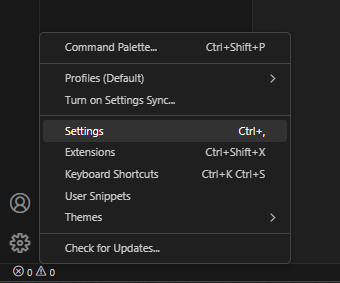 Command Palette... Ctrl+Shift+P
Profiles (Default)
Turn on Settings Sync...
Settings Ctrl+,
Extensions Ctrl+Shift+X
Keyboard Shortcuts Ctrl+K Ctrl+S
User Snippets
Themes
Check for Updates...
0 0